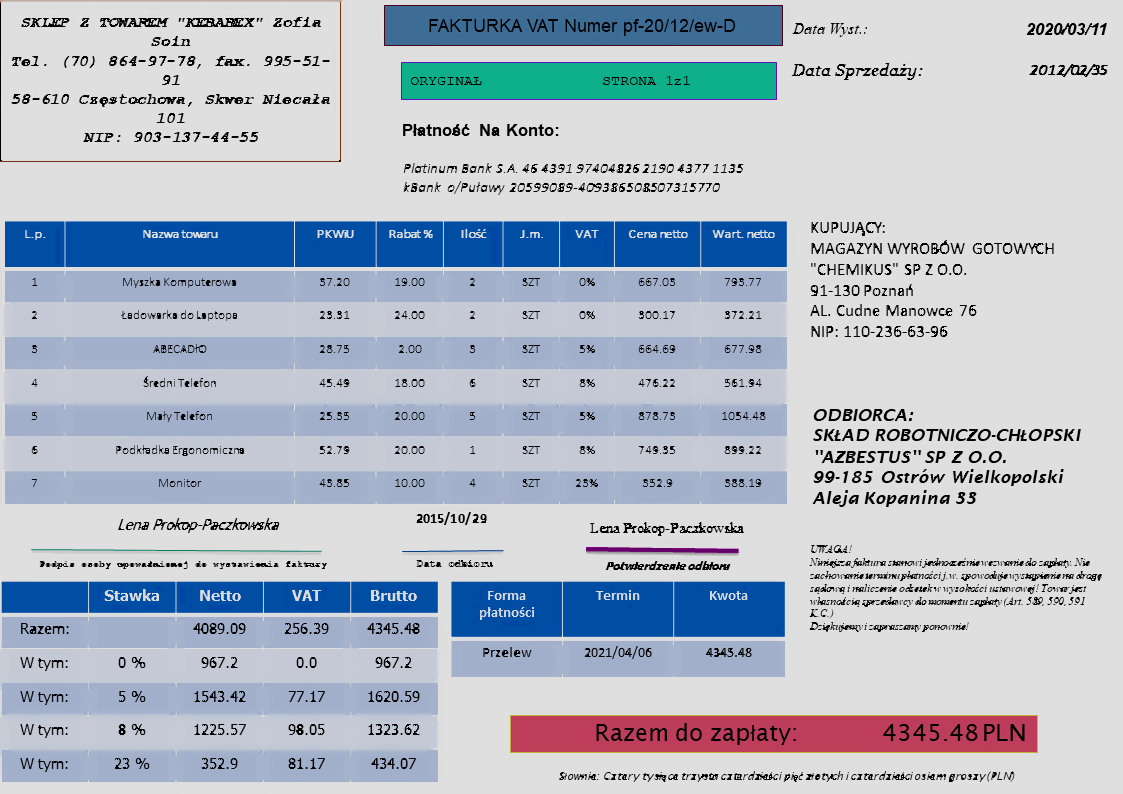 SKLEP Z TOWAREM "KEBABEX" Zofia
Soin
Tel. (70) 864-97-78, fax. 995-51-
91
58-610 Częstochowa, Skwer Niecała
101
NIP: 903-137-44-55
FAKTURKA VAT Numer pf-20/12/ew-D
ORYGINAŁ STRONA 1z1
Data Wyst.: 2020/03/11
Data Sprzedaży: 2012/02/35
Płatność Na Konto:
Platinum Bank S.A. 46 4391 97404826 2190 4377 1135
kBank o/Puławy 20599089-409386508507315770
L.p. Nazwa towaru PKWiU Rabat % Ilość J.m. VAT Cena netto Wart. netto
1 Myszka Komputerowa 37.20 19.00 2 SZT 0% 667.03 793.77
2 Ładowarka do Laptopa 23.31 24.00 2 SZT 0% 300.17 372.21
3 ABECADŁO 28.75 2.00 3 SZT 5% 664.69 677.98
4 Średni Telefon 45.49 18.00 6 SZT 8% 476.22 561.94
5 Mały Telefon 25.35 20.00 5 SZT 5% 878.73 1054.48
6 Podkładka Ergonomiczna 52.79 20.00 1 SZT 8% 749.35 899.22
7 Monitor 43.85 10.00 4 SZT 23% 352.9 388.19
KUPUJĄCY:
MAGAZYN WYROBÓW GOTOWYCH
"CHEMIKUS" SP Z O.O.
91-130 Poznań
AL. Cudne Manowce 76
NIP: 110-236-63-96
ODBIORCA:
SKŁAD ROBOTNICZO-CHŁOPSKI
"AZBESTUS" SP Z O.O.
99-185 Ostrów Wielkopolski
Aleja Kopanina 33
Lena Prokop-Paczkowska
Podpis osoby upoważnionej do wystawienia faktury
2015/10/29
Data odbioru
Lena Prokop-Paczkowska
Potwierdzenie odbioru
UWAGA!
Niniejsza faktura stanowi jednocześnie wezwanie do zapłaty. Nie
zachowanie terminu płatności j.w. spowoduje wystąpienie na drogę
sądową i naliczenie odsetek w wysokości ustawowej! Towar jest
własnością sprzedawcy do momentu zapłaty (Art. 589, 590, 591
K.C.)
Dziękujemy i zapraszamy ponownie!
Stawka Netto VAT Brutto
Razem: 4089.09 256.39 4345.48
W tym: 0 % 967.2 0.0 967.2
W tym: 5 % 1543.42 77.17 1620.59
W tym: 8 % 1225.57 98.05 1323.62
W tym: 23 % 352.9 81.17 434.07
Forma
płatności Termin Kwota
Przelew 2021/04/06 4345.48
Razem do zapłaty: 4345.48 PLN
Słownie: Cztery tysiące trzysta czterdzieści pięć złotych i czterdzieści osiem groszy (PLN)